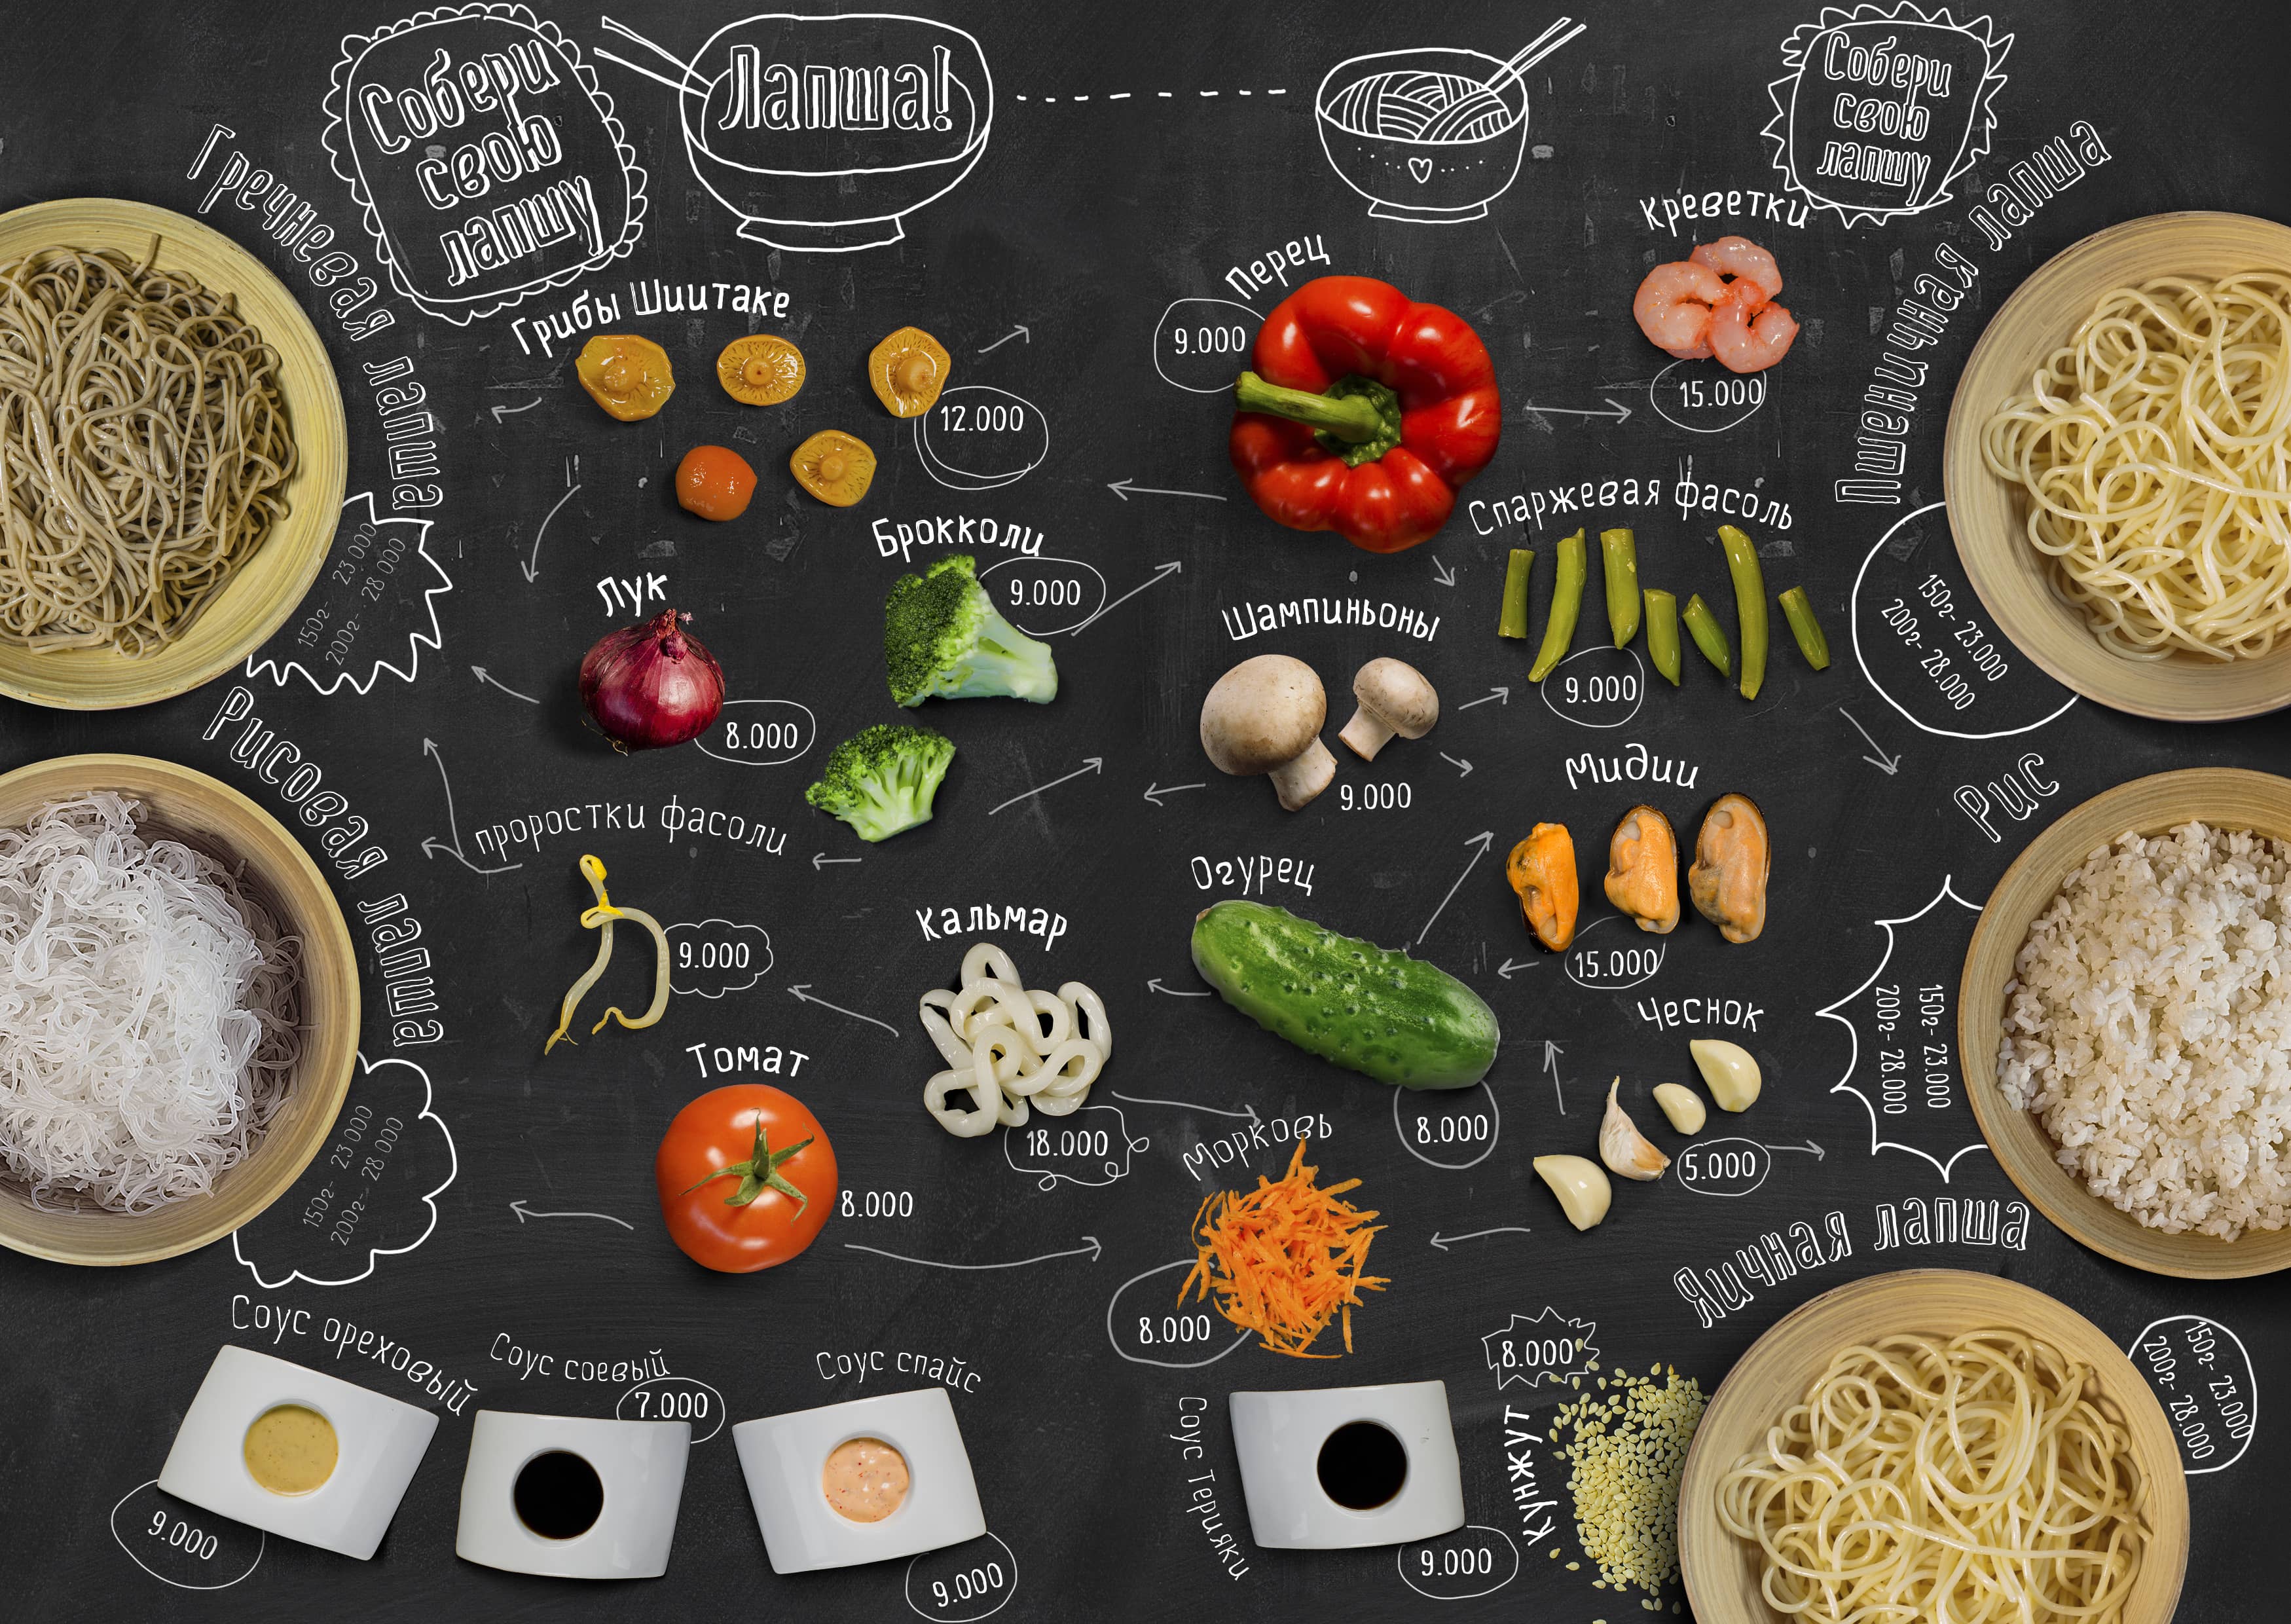 Собери
свою
лапшу
Лапша!
Собери
свою
лапшу
Гречневая лапша
150г- 23 000
200г- 28 000
Грибы Шиитаке
12.000
Перец
9.000
Креветки
15.000
Пшеничная лапша
150г- 23.000
200г- 28.000
Лук
8.000
Брокколи
9.000
Шампиньоны
9.000
Спаржевая фасоль
9.000
Рисовая лапша
150г- 23 000
200г- 28 000
проростки фасоли
9.000
Кальмар
18.000
Огурец
8.000
Мидии
15.000
Рис
150г- 23.000
200г- 28.000
Томат
8.000
Морковь
8.000
Чеснок
5.000
Яичная лапша
150г- 23.000
200г- 28.000
Соус ореховый
9.000
Соус соевый
7.000
Соус спайс
9.000
Соус Терияки
9.000
Кунжут
8.000